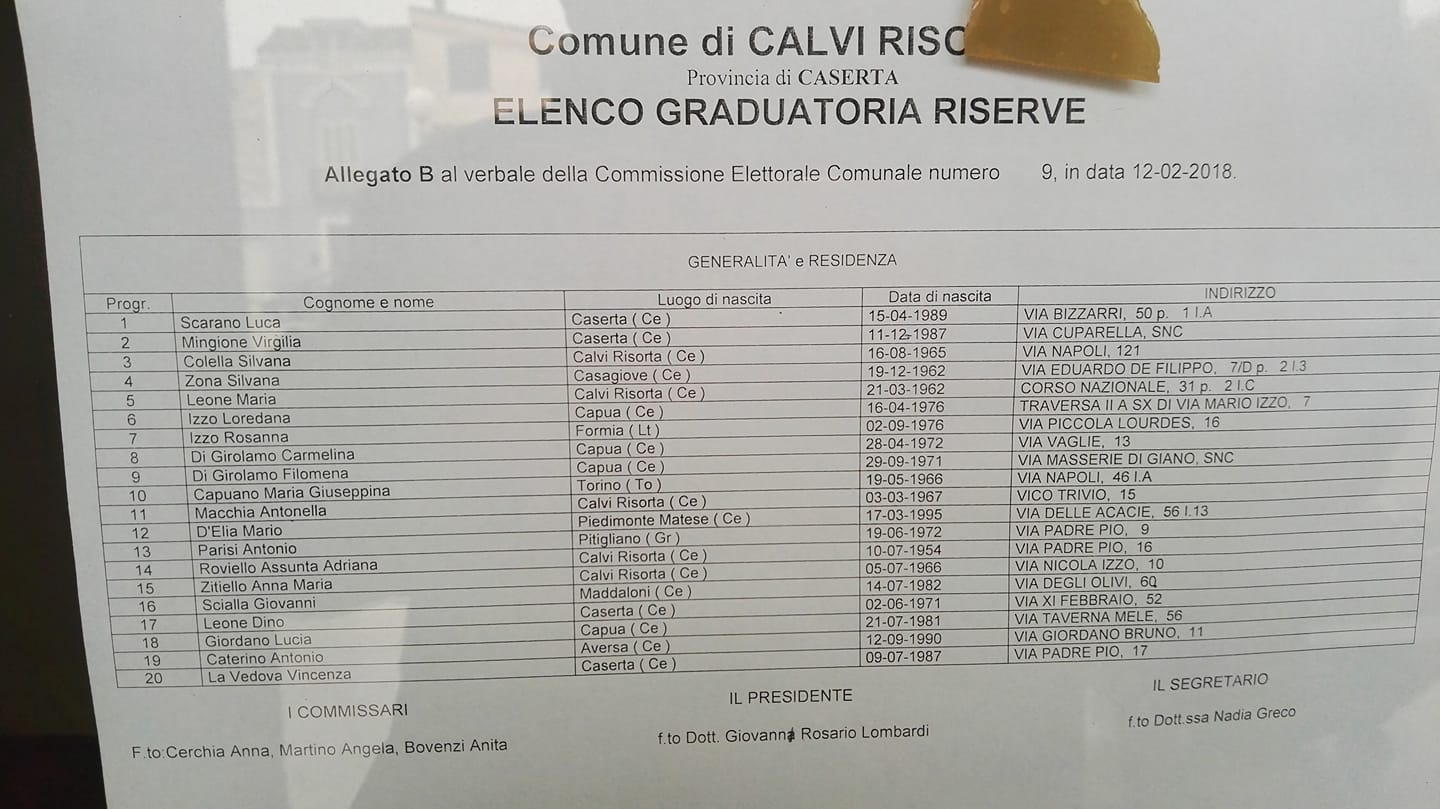 Comune di CALVI RISO
Provincia di CASERTA
ELENCO GRADUATORIA RISERVE
Allegato B al verbale della Commissione Elettorale Comunale numero 9, in data 12-02-2018.
GENERALITA' e RESIDENZA
Progr. Cognome e nome Luogo di nascita Data di nascita INDIRIZZO
1 Scarano Luca Caserta ( Ce ) 15-04-1989 VIA BIZZARRI, 50 p. 1 I.A
2 Mingione Virgilia Caserta ( Ce ) 11-12-1987 VIA CUPARELLA, SNC
3 Colella Silvana Calvi Risorta ( Ce ) 16-08-1965 VIA NAPOLI, 121
4 Zona Silvana Casagiove ( Ce ) 19-12-1962 VIA EDUARDO DE FILIPPO, 7/D p. 2 I.3
5 Leone Maria Calvi Risorta ( Ce ) 21-03-1962 CORSO NAZIONALE, 31 p. 2 I.C
6 Izzo Loredana Capua ( Ce ) 16-04-1976 TRAVERSA II A SX DI VIA MARIO IZZO, 7
7 Izzo Rosanna Formia ( Lt ) 02-09-1976 VIA PICCOLA LOURDES, 16
8 Di Girolamo Carmelina Capua ( Ce ) 28-04-1972 VIA VAGLIE, 13
9 Di Girolamo Filomena Capua ( Ce ) 29-09-1971 VIA MASSERIE DI GIANO, SNC
10 Capuano Maria Giuseppina Torino ( To ) 19-05-1966 VIA NAPOLI, 46 I.A
11 Macchia Antonella Calvi Risorta ( Ce ) 03-03-1967 VICO TRIVIO, 15
12 D'Elia Mario Piedimonte Matese ( Ce ) 17-03-1995 VIA DELLE ACACIE, 56 I.13
13 Parisi Antonio Pitigliano ( Gr ) 19-06-1972 VIA PADRE PIO, 9
14 Roviello Assunta Adriana Calvi Risorta ( Ce ) 10-07-1954 VIA PADRE PIO, 16
15 Zitiello Anna Maria Calvi Risorta ( Ce ) 05-07-1966 VIA NICOLA IZZO, 10
16 Scialla Giovanni Maddaloni ( Ce ) 14-07-1982 VIA DEGLI OLIVI, 60
17 Leone Dino Caserta ( Ce ) 02-06-1971 VIA XI FEBBRAIO, 52
18 Giordano Lucia Capua ( Ce ) 21-07-1981 VIA TAVERNA MELE, 56
19 Caterino Antonio Aversa ( Ce ) 12-09-1990 VIA GIORDANO BRUNO, 11
20 La Vedova Vincenza Caserta ( Ce ) 09-07-1987 VIA PADRE PIO, 17
I COMMISSARI IL PRESIDENTE IL SEGRETARIO
F.to:Cerchia Anna, Martino Angela, Bovenzi Anita f.to Dott. Giovanni Rosario Lombardi f.to Dott.ssa Nadia Greco